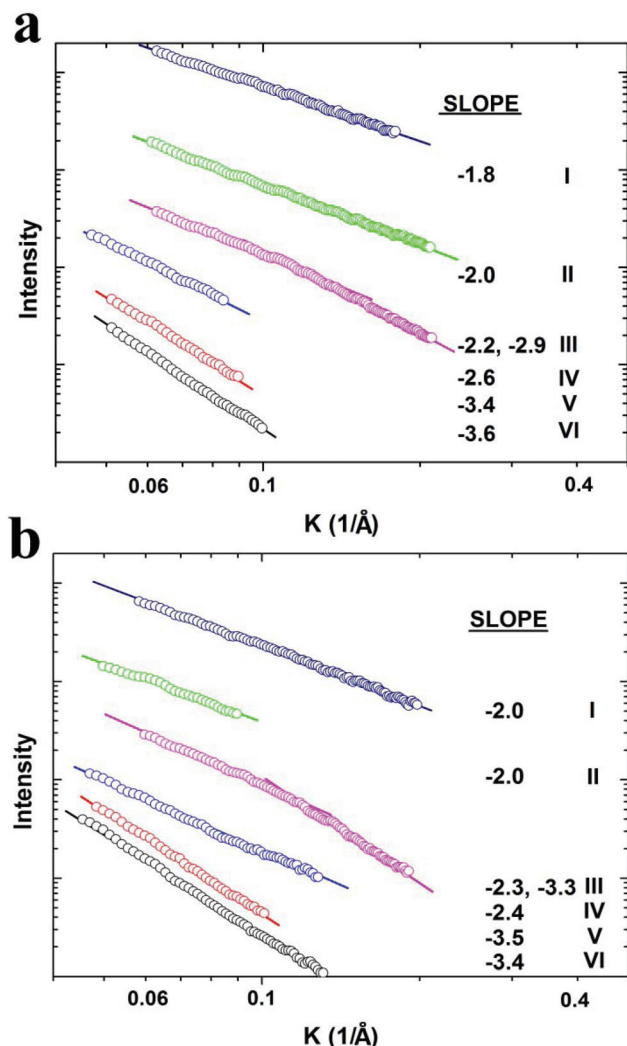 a
SLOPE
-1.8 I
-2.0 II
-2.2, -2.9 III
-2.6 IV
-3.4 V
-3.6 VI
Intensity
0.06 0.1 0.4
K (1/Å)
b
SLOPE
-2.0 I
-2.0 II
-2.3, -3.3 III
-2.4 IV
-3.5 V
-3.4 VI
Intensity
0.06 0.1 0.4
K (1/Å)